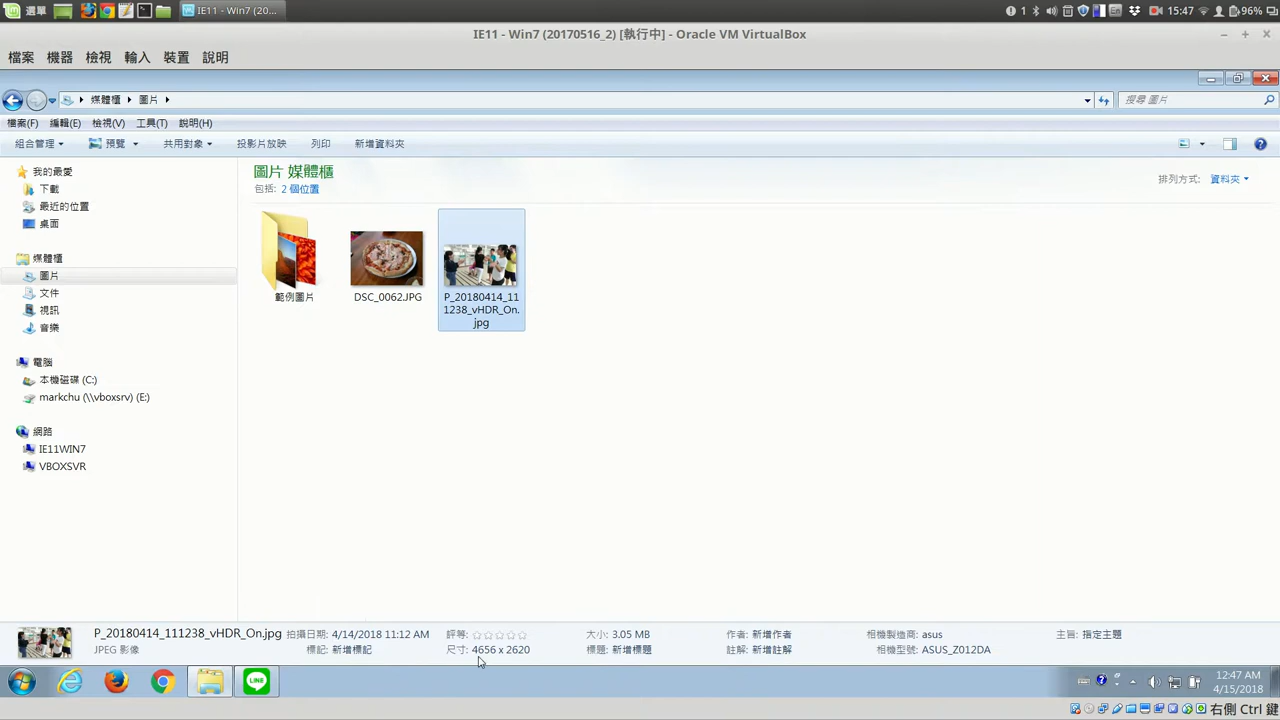 選單 IE11 - Win7 (20... 1 En 15:47 96%
IE11 - Win7 (20170516_2) [執行中] - Oracle VM VirtualBox
檔案 機器 檢視 輸入 裝置 說明
媒體櫃 圖片 搜尋 圖片
檔案(F) 編輯(E) 檢視(V) 工具(T) 說明(H)
組合管理 預覽 共用對象 投影片放映 列印 新增資料夾
我的最愛
下載
最近的位置
桌面
媒體櫃
圖片
文件
視訊
音樂
電腦
本機磁碟 (C:)
markchu (\\vboxsrv) (E:)
網路
IE11WIN7
VBOXSVR
圖片 媒體櫃
包括: 2 個位置
排列方式: 資料夾
範例圖片
DSC_0062.JPG
P_20180414_11
1238_vHDR_On.
jpg
P_20180414_111238_vHDR_On.jpg 拍攝日期: 4/14/2018 11:12 AM 評等: 大小: 3.05 MB 作者: 新增作者 相機製造商: asus 主旨: 指定主題
JPEG 影像 標記: 新增標記 尺寸: 4656 x 2620 標題: 新增標題 註解: 新增註解 相機型號: ASUS_Z012DA
LINE
12:47 AM
4/15/2018
右側 Ctrl 鍵